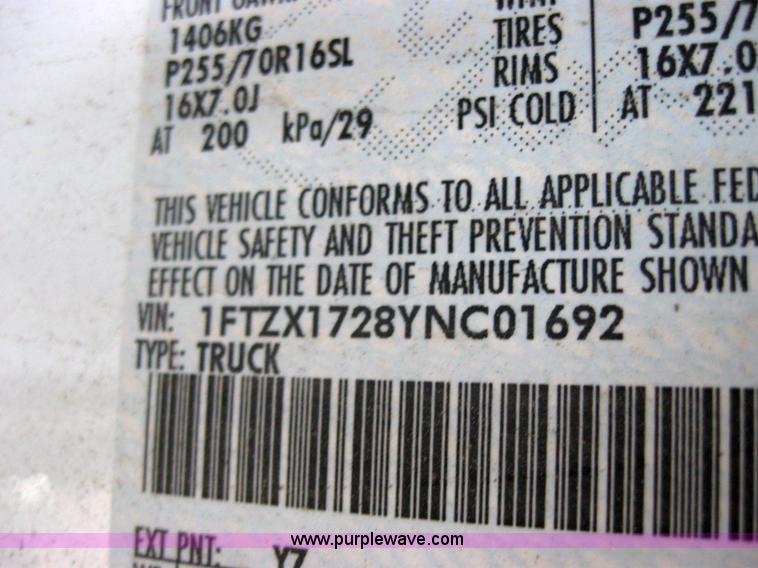 1406KG
P255/70R16SL
16X7.0J
AT 200 kPa/29
TIRES
RIMS
PSI COLD
P255/7
16X7.0
AT 221
THIS VEHICLE CONFORMS TO ALL APPLICABLE FED
VEHICLE SAFETY AND THEFT PREVENTION STANDA
EFFECT ON THE DATE OF MANUFACTURE SHOWN
VIN: 1FTZX1728YNC01692
TYPE: TRUCK
EXT PNT: YZ
www.purplewave.com